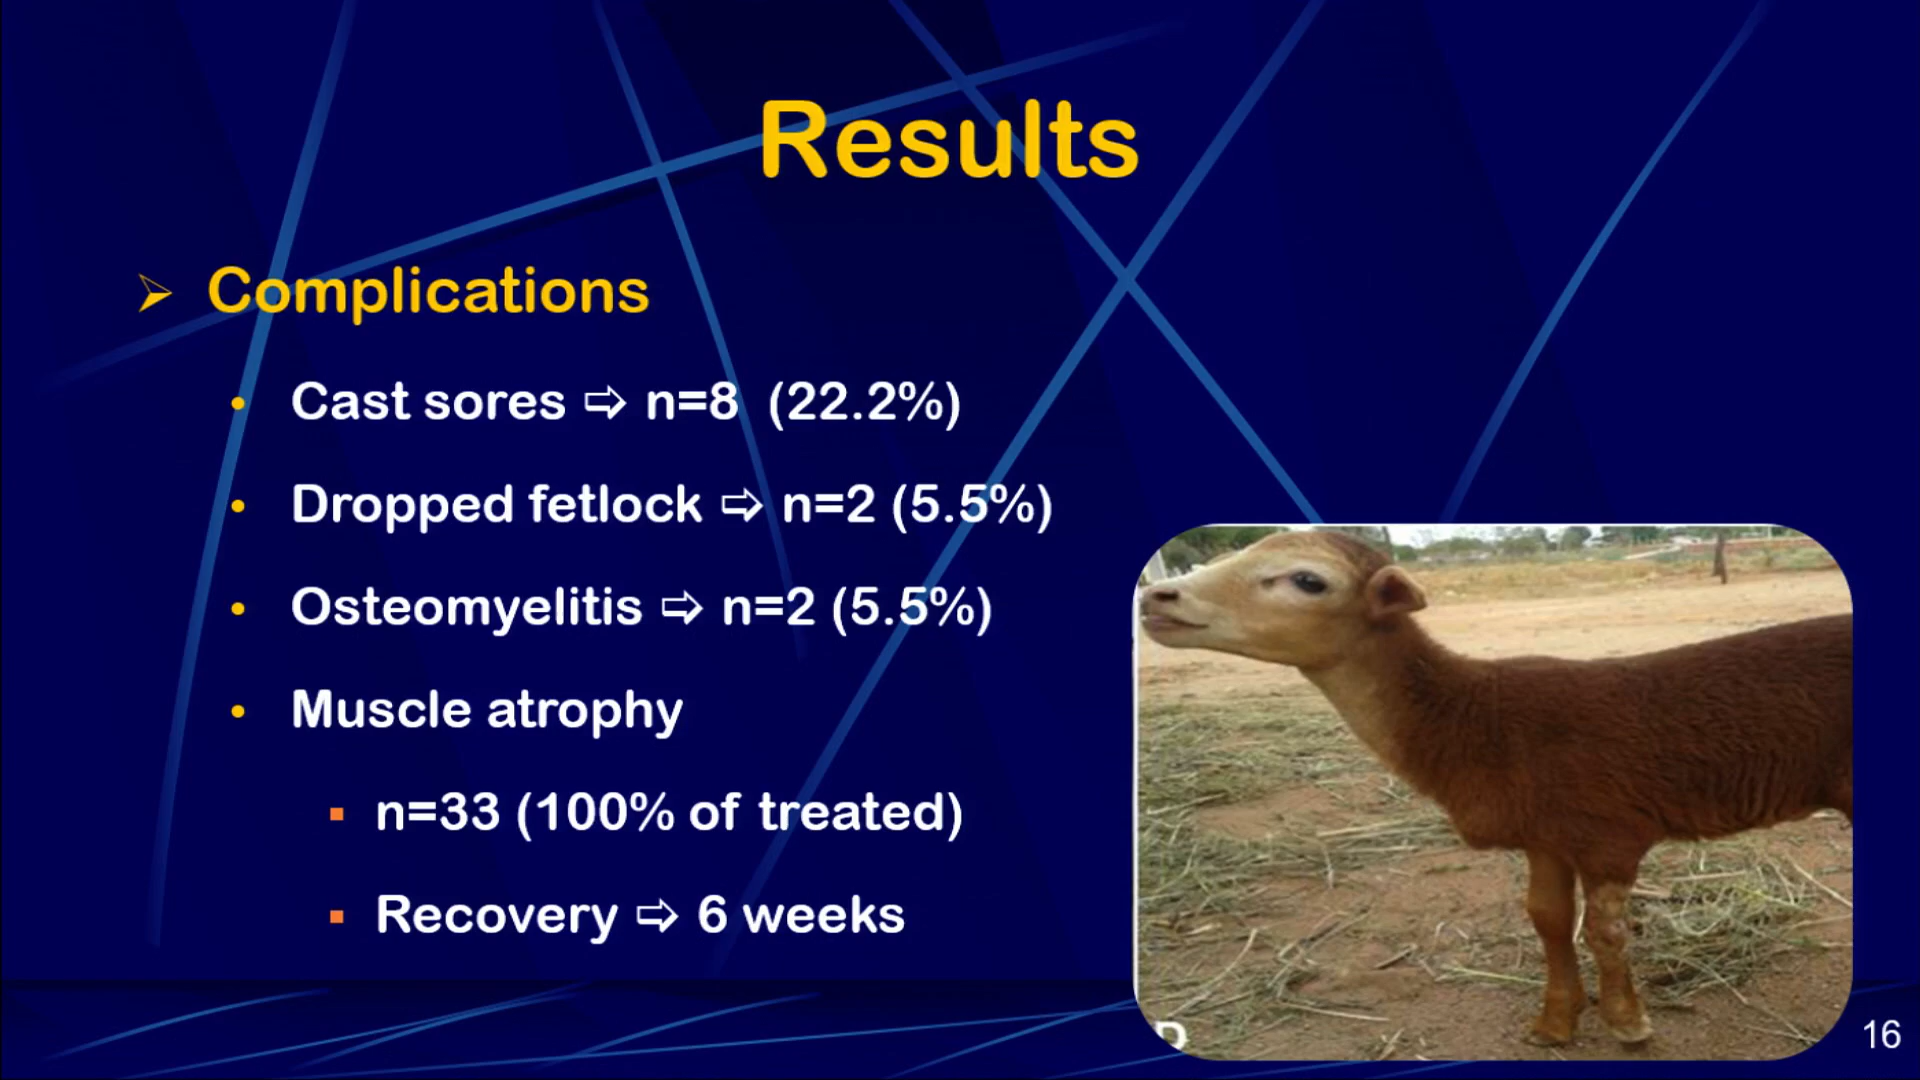 Results
➢ Complications
• Cast sores ⇨ n=8 (22.2%)
• Dropped fetlock ⇨ n=2 (5.5%)
• Osteomyelitis ⇨ n=2 (5.5%)
• Muscle atrophy
▪ n=33 (100% of treated)
▪ Recovery ⇨ 6 weeks
16